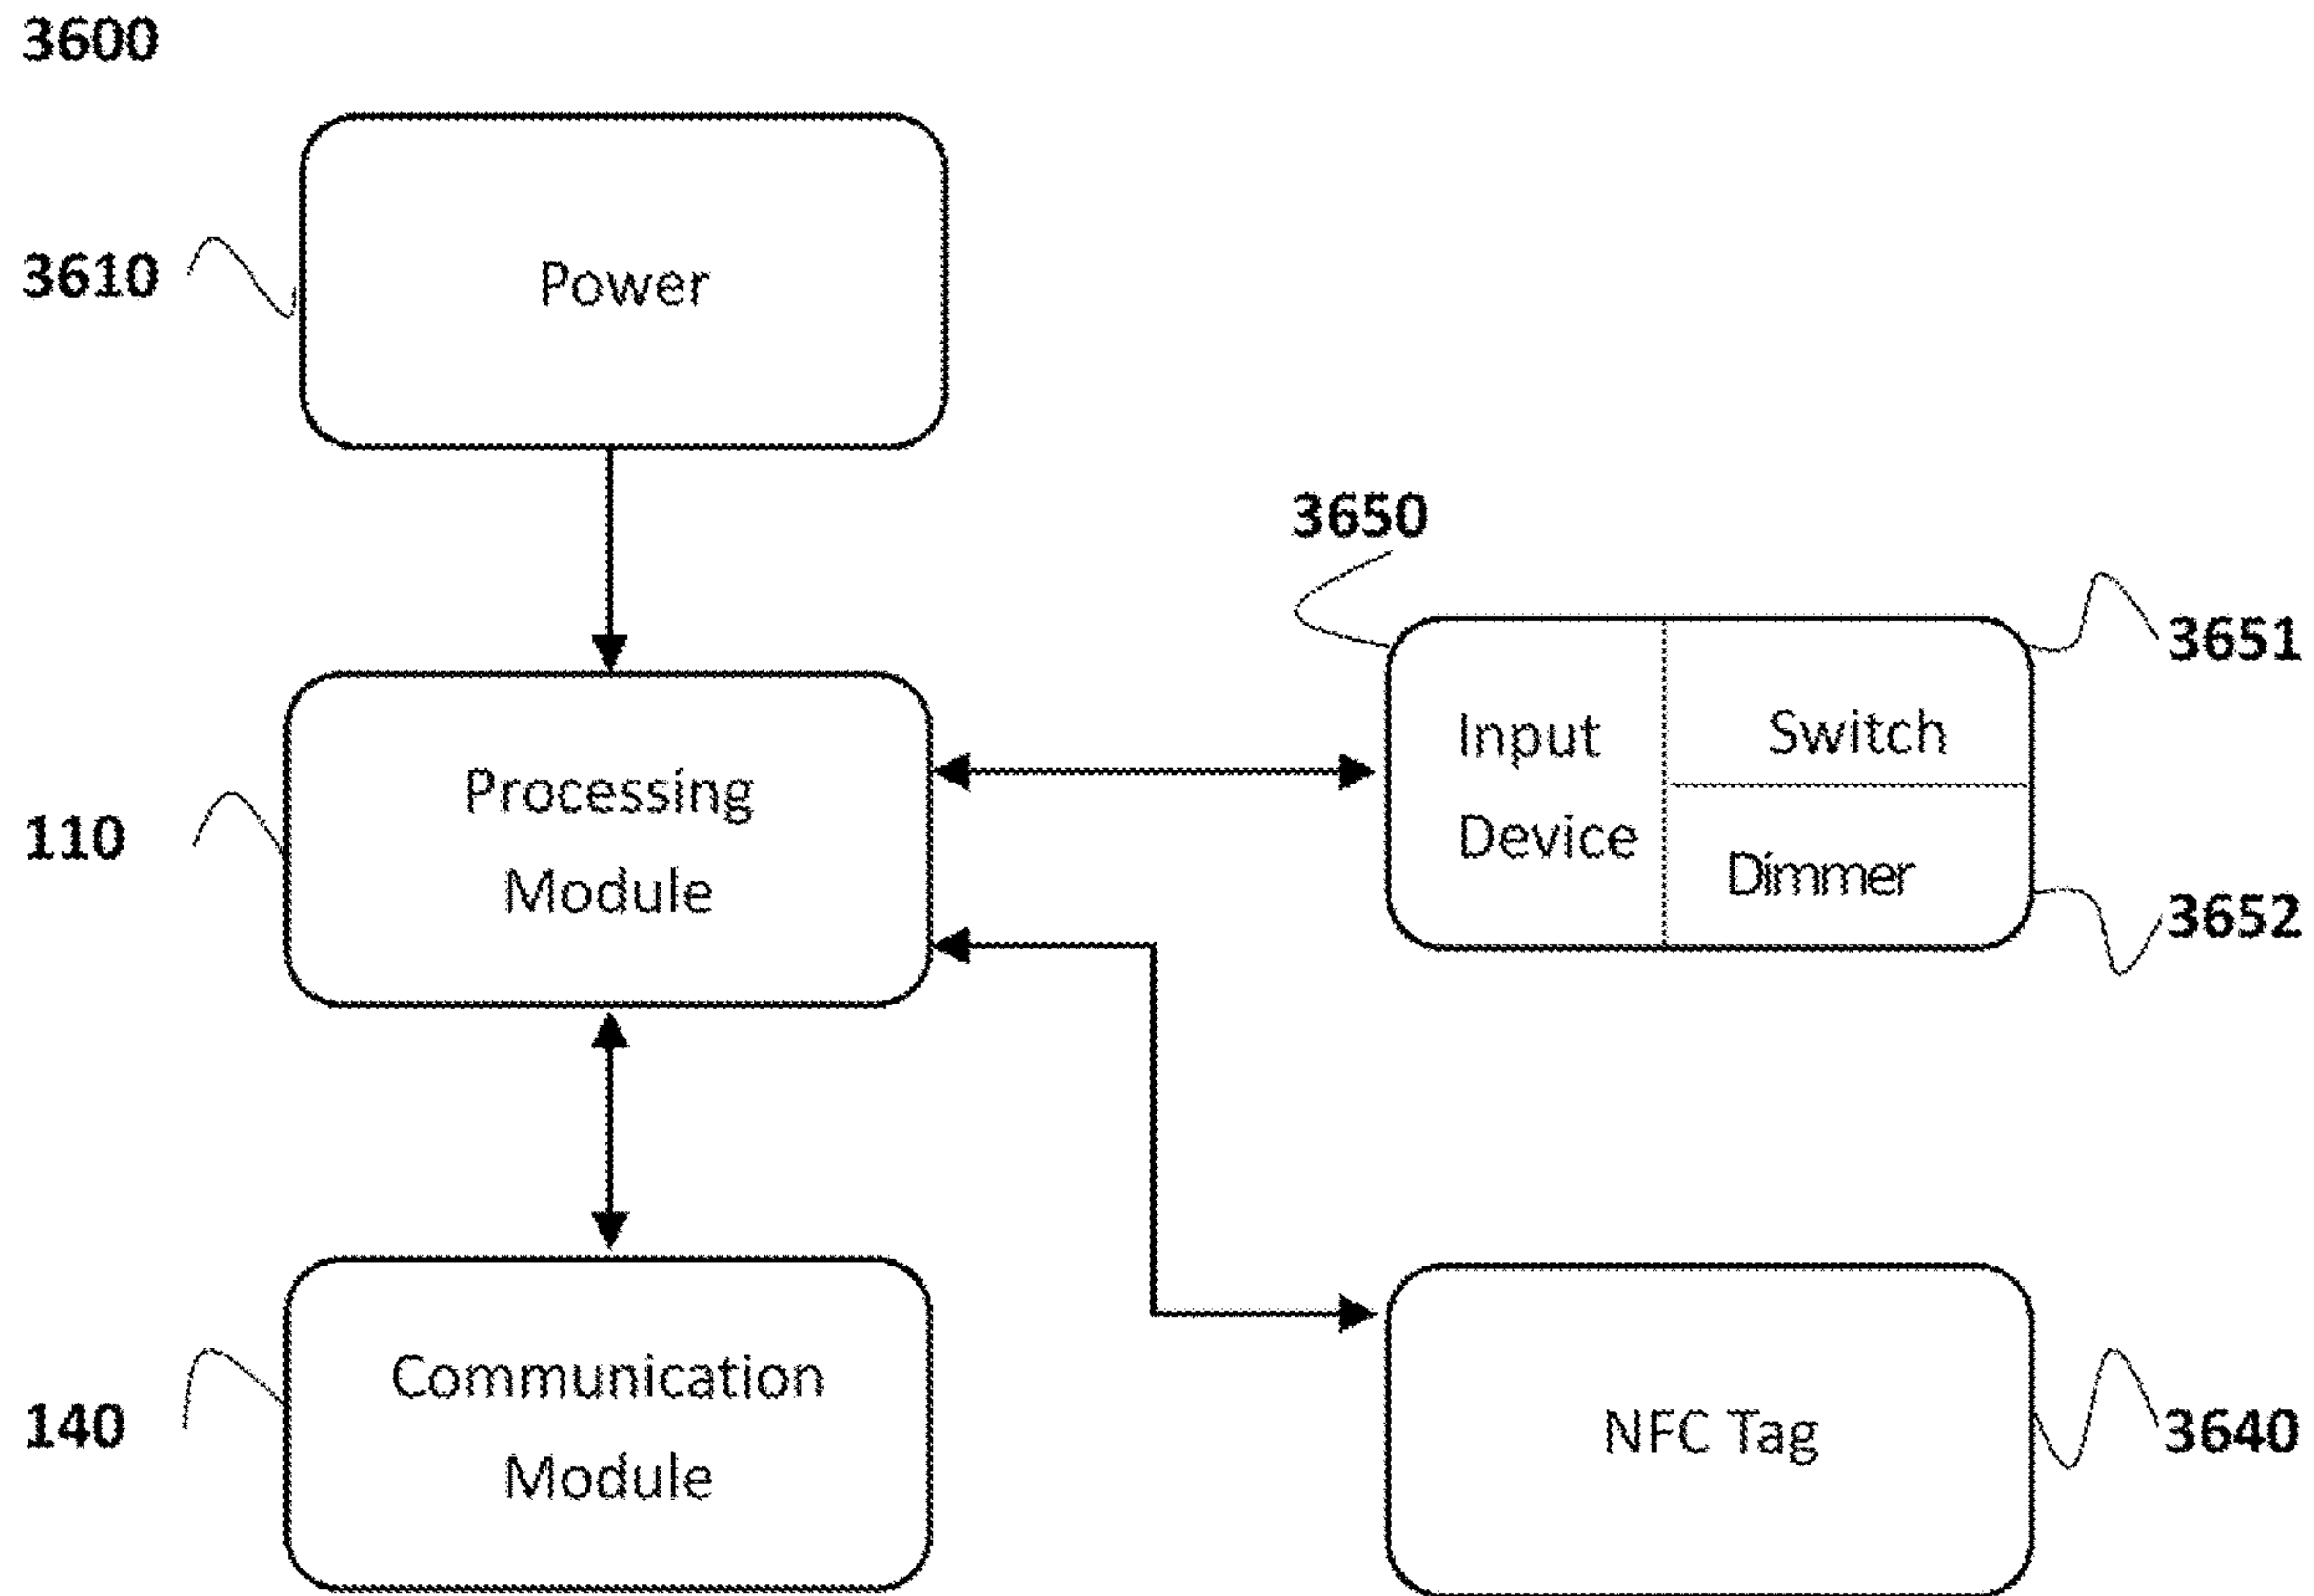 3600
3610
Power
3650
3651
Input
Device
Switch
Dimmer
3652
110
Processing
Module
140
Communication
Module
NFC Tag
3640